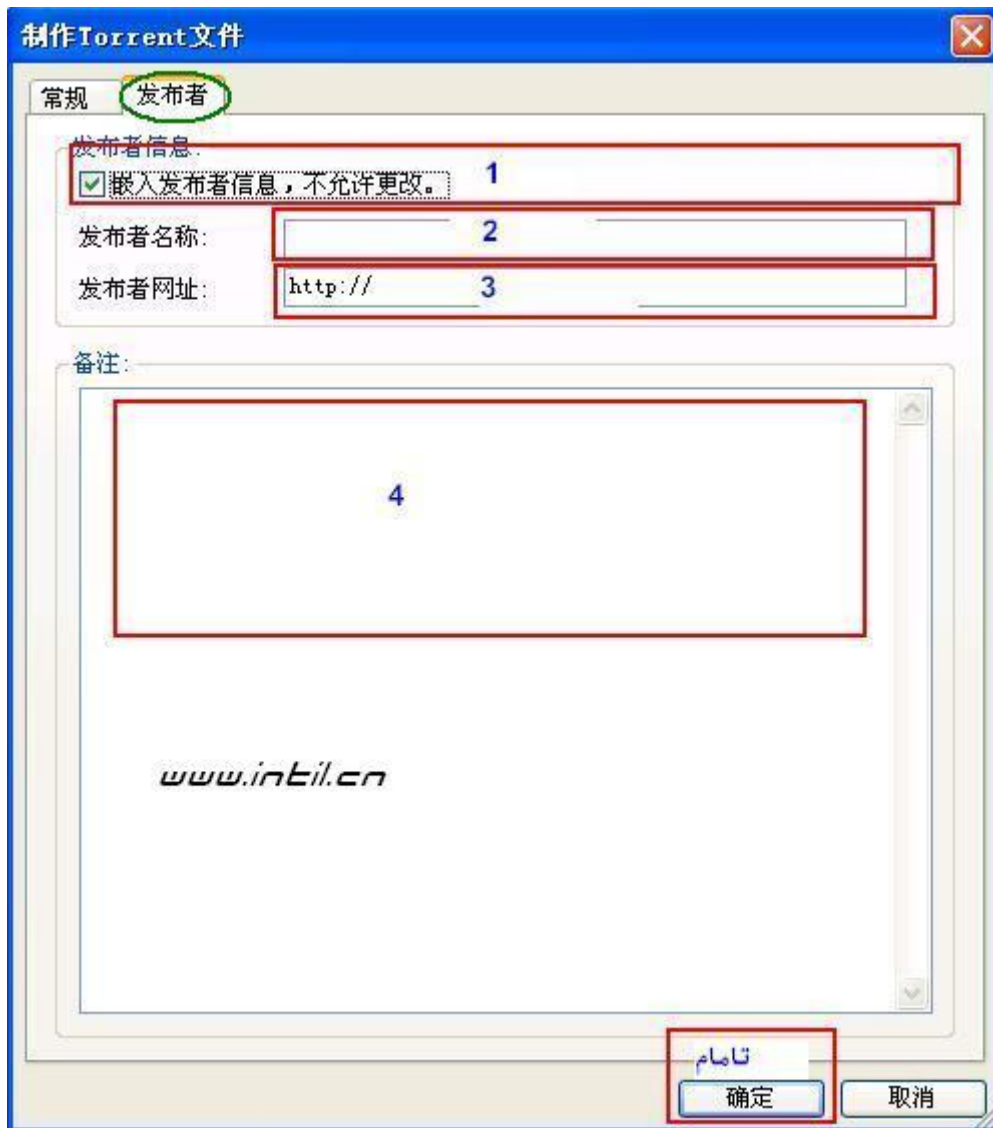 制作Torrent文件
常规 发布者
发布者信息:
嵌入发布者信息，不允许更改。 1
发布者名称: 2
发布者网址: http:// 3
备注:
4
www.intil.cn
تامام
确定 取消